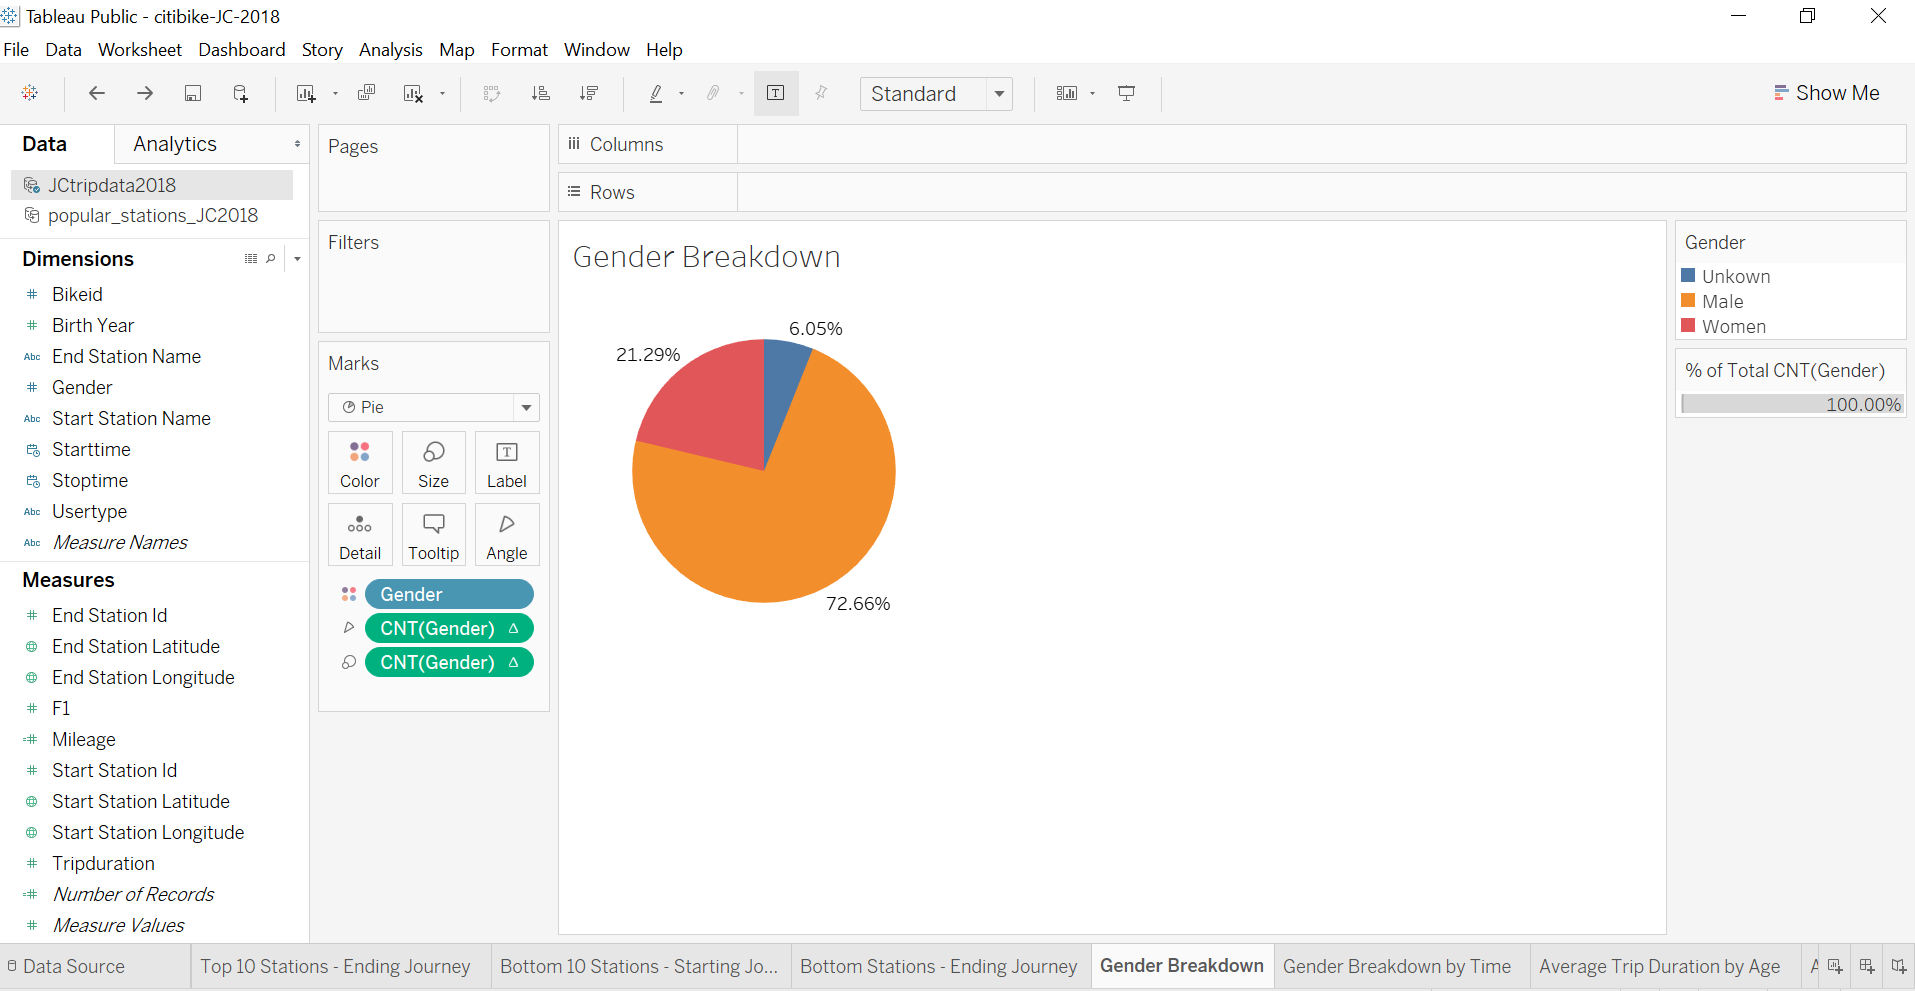 Tableau Public - citibike-JC-2018
File Data Worksheet Dashboard Story Analysis Map Format Window Help
Standard
Show Me
Data Analytics
JCtripdata2018
popular_stations_JC2018
Dimensions
# Bikeid
# Birth Year
Abc End Station Name
# Gender
Abc Start Station Name
Starttime
Stoptime
Abc Usertype
Abc Measure Names
Measures
# End Station Id
End Station Latitude
End Station Longitude
# F1
=# Mileage
# Start Station Id
Start Station Latitude
Start Station Longitude
# Tripduration
=# Number of Records
# Measure Values
Pages
Filters
Marks
Pie
Color Size T Label
Detail Tooltip Angle
Gender
CNT(Gender) Δ
CNT(Gender) Δ
Columns
Rows
Gender Breakdown
6.05%
21.29%
72.66%
Gender
Unkown
Male
Women
% of Total CNT(Gender)
100.00%
Data Source Top 10 Stations - Ending Journey Bottom 10 Stations - Starting Jo... Bottom Stations - Ending Journey Gender Breakdown Gender Breakdown by Time Average Trip Duration by Age